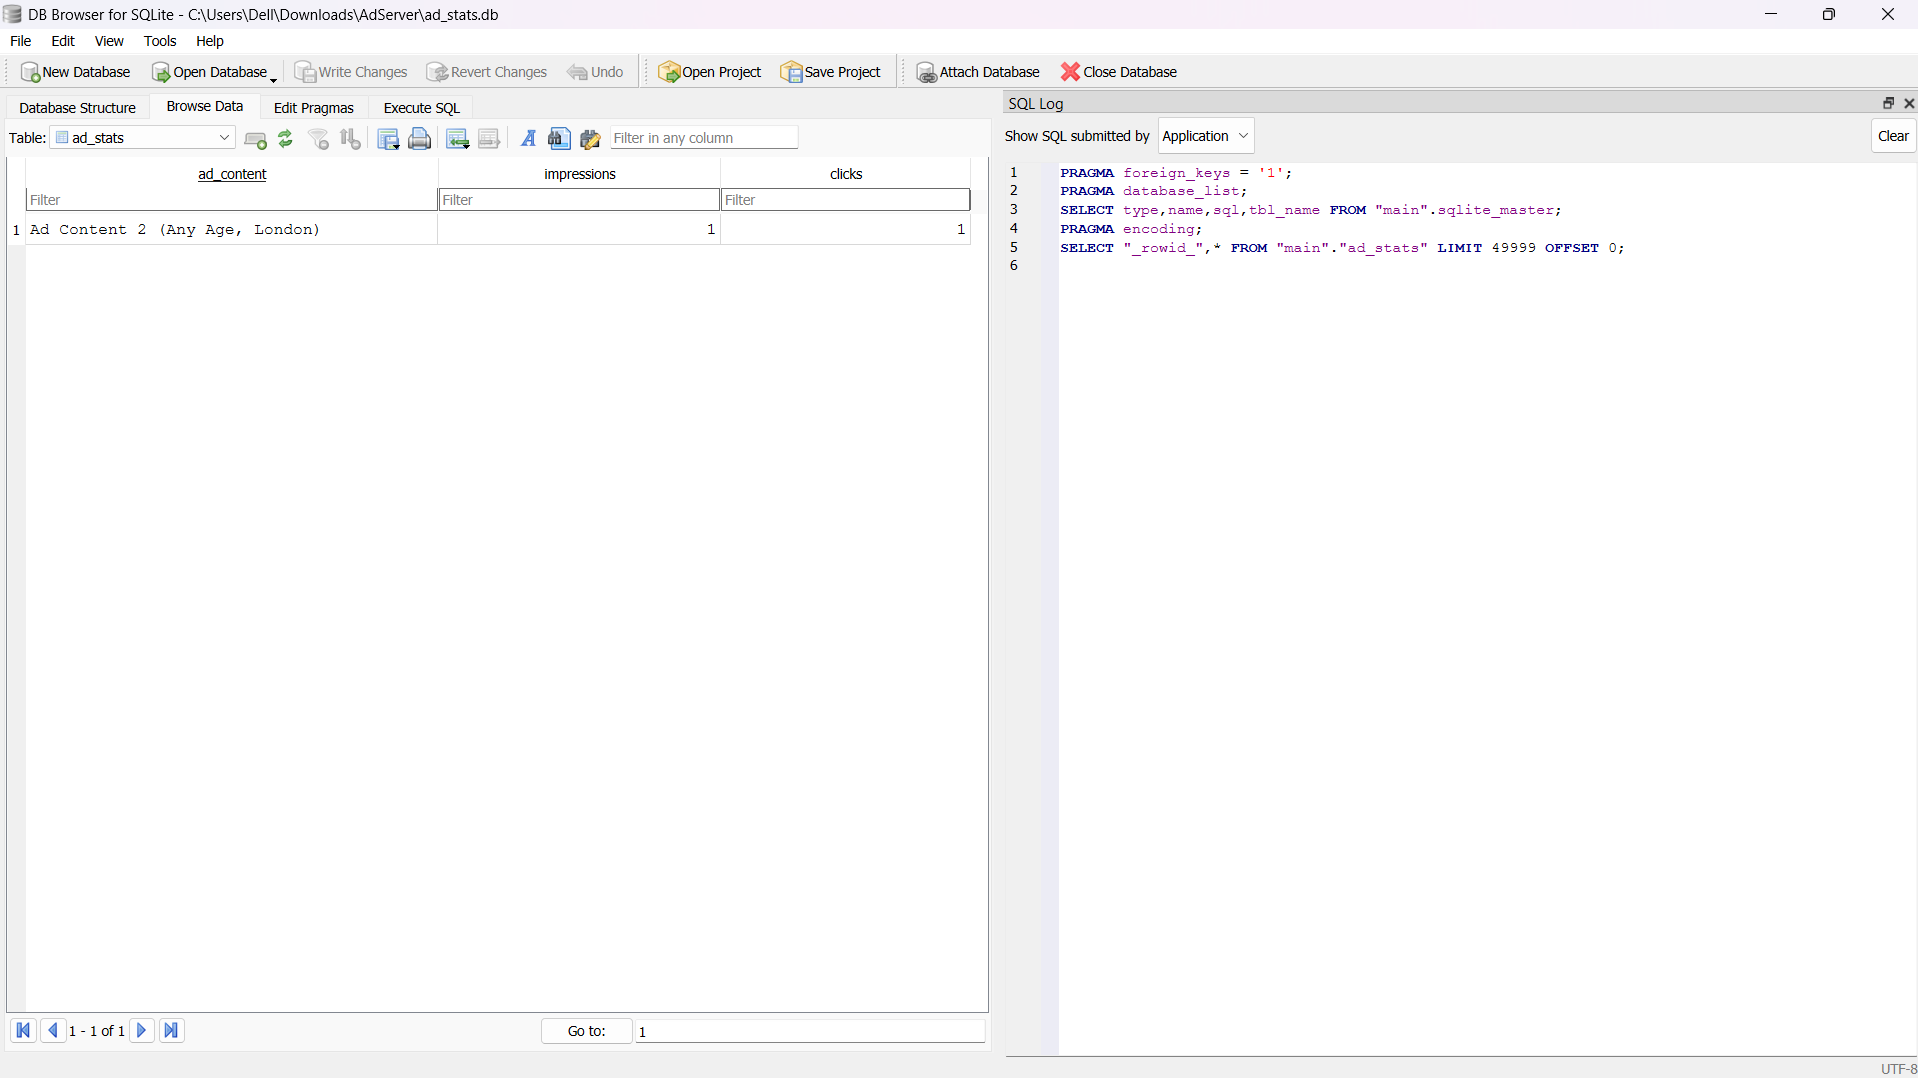 DB Browser for SQLite - C:\Users\Dell\Downloads\AdServer\ad_stats.db
File Edit View Tools Help
New Database Open Database Write Changes Revert Changes Undo Open Project Save Project Attach Database Close Database
Database Structure Browse Data Edit Pragmas Execute SQL
Table: ad_stats Filter in any column
ad_content impressions clicks
Filter Filter Filter
1 Ad Content 2 (Any Age, London) 1 1
1 - 1 of 1 Go to: 1
SQL Log
Show SQL submitted by Application Clear
1 PRAGMA foreign_keys = '1';
2 PRAGMA database_list;
3 SELECT type,name,sql,tbl_name FROM "main".sqlite_master;
4 PRAGMA encoding;
5 SELECT "_rowid_",* FROM "main"."ad_stats" LIMIT 49999 OFFSET 0;
6
UTF-8